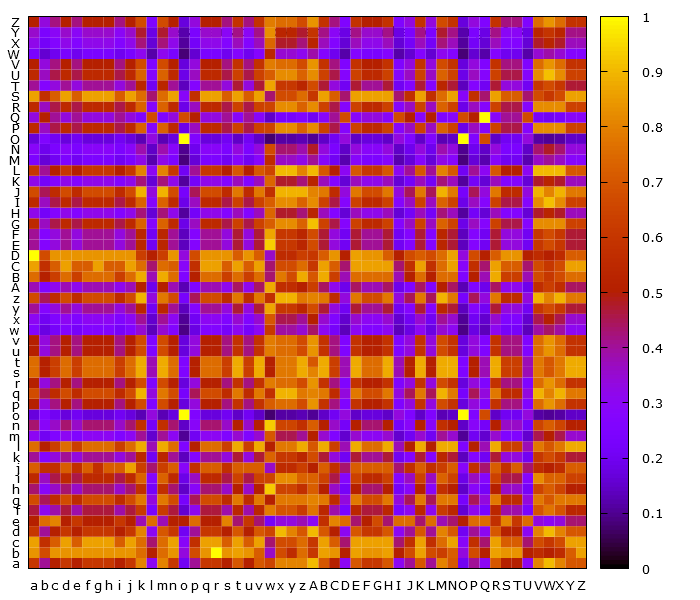 Z
Y
X
W
V
U
T
S
R
Q
P
O
N
M
L
K
J
I
H
G
F
E
D
C
B
A
z
y
x
w
v
u
t
s
r
q
p
o
n
m
l
k
j
i
h
g
f
e
d
c
b
a
a b c d e f g h i j k l m n o p q r s t u v w x y z A B C D E F G H I J K L M N O P Q R S T U V W X Y Z
1
0.9
0.8
0.7
0.6
0.5
0.4
0.3
0.2
0.1
0